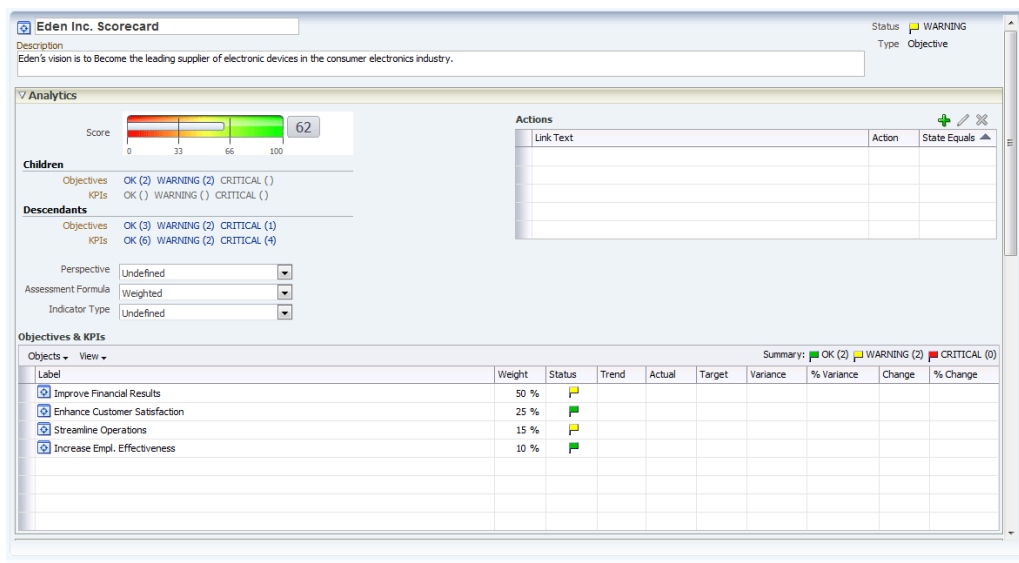 Eden Inc. Scorecard
Status WARNING
Description
Type Objective
Eden's vision is to Become the leading supplier of electronic devices in the consumer electronics industry.
Analytics
Score
62
0 33 66 100
Actions
Link Text Action State Equals
Children
Objectives OK (2) WARNING (2) CRITICAL ()
KPIs OK () WARNING () CRITICAL ()
Descendants
Objectives OK (3) WARNING (2) CRITICAL (1)
KPIs OK (6) WARNING (2) CRITICAL (4)
Perspective Undefined
Assessment Formula Weighted
Indicator Type Undefined
Objectives & KPIs
Objects View Summary: OK (2) WARNING (2) CRITICAL (0)
Label Weight Status Trend Actual Target Variance % Variance Change % Change
Improve Financial Results 50 %
Enhance Customer Satisfaction 25 %
Streamline Operations 15 %
Increase Empl. Effectiveness 10 %